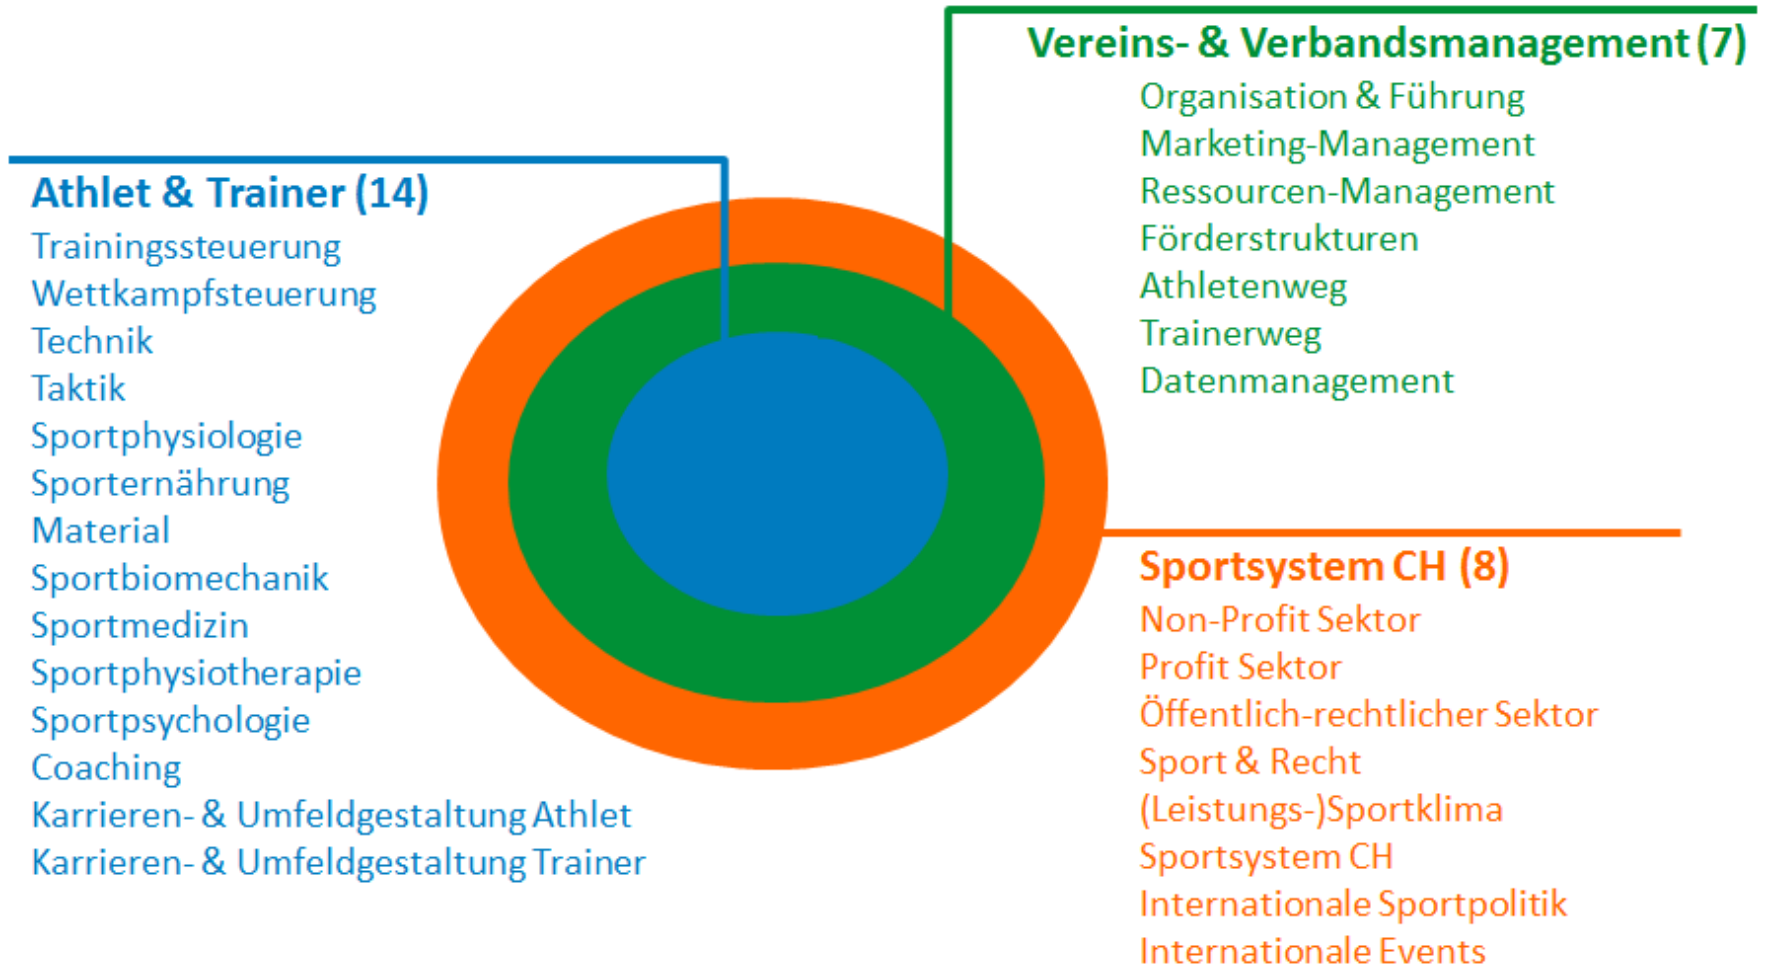 Vereins- & Verbandsmanagement (7)
Organisation & Führung
Marketing-Management
Ressourcen-Management
Förderstrukturen
Athletenweg
Trainerweg
Datenmanagement
Athlet & Trainer (14)
Trainingssteuerung
Wettkampfsteuerung
Technik
Taktik
Sportphysiologie
Sporternährung
Material
Sportbiomechanik
Sportmedizin
Sportphysiotherapie
Sportpsychologie
Coaching
Karrieren- & Umfeldgestaltung Athlet
Karrieren- & Umfeldgestaltung Trainer
Sportsystem CH (8)
Non-Profit Sektor
Profit Sektor
Öffentlich-rechtlicher Sektor
Sport & Recht
(Leistungs-)Sportklima
Sportsystem CH
Internationale Sportpolitik
Internationale Events